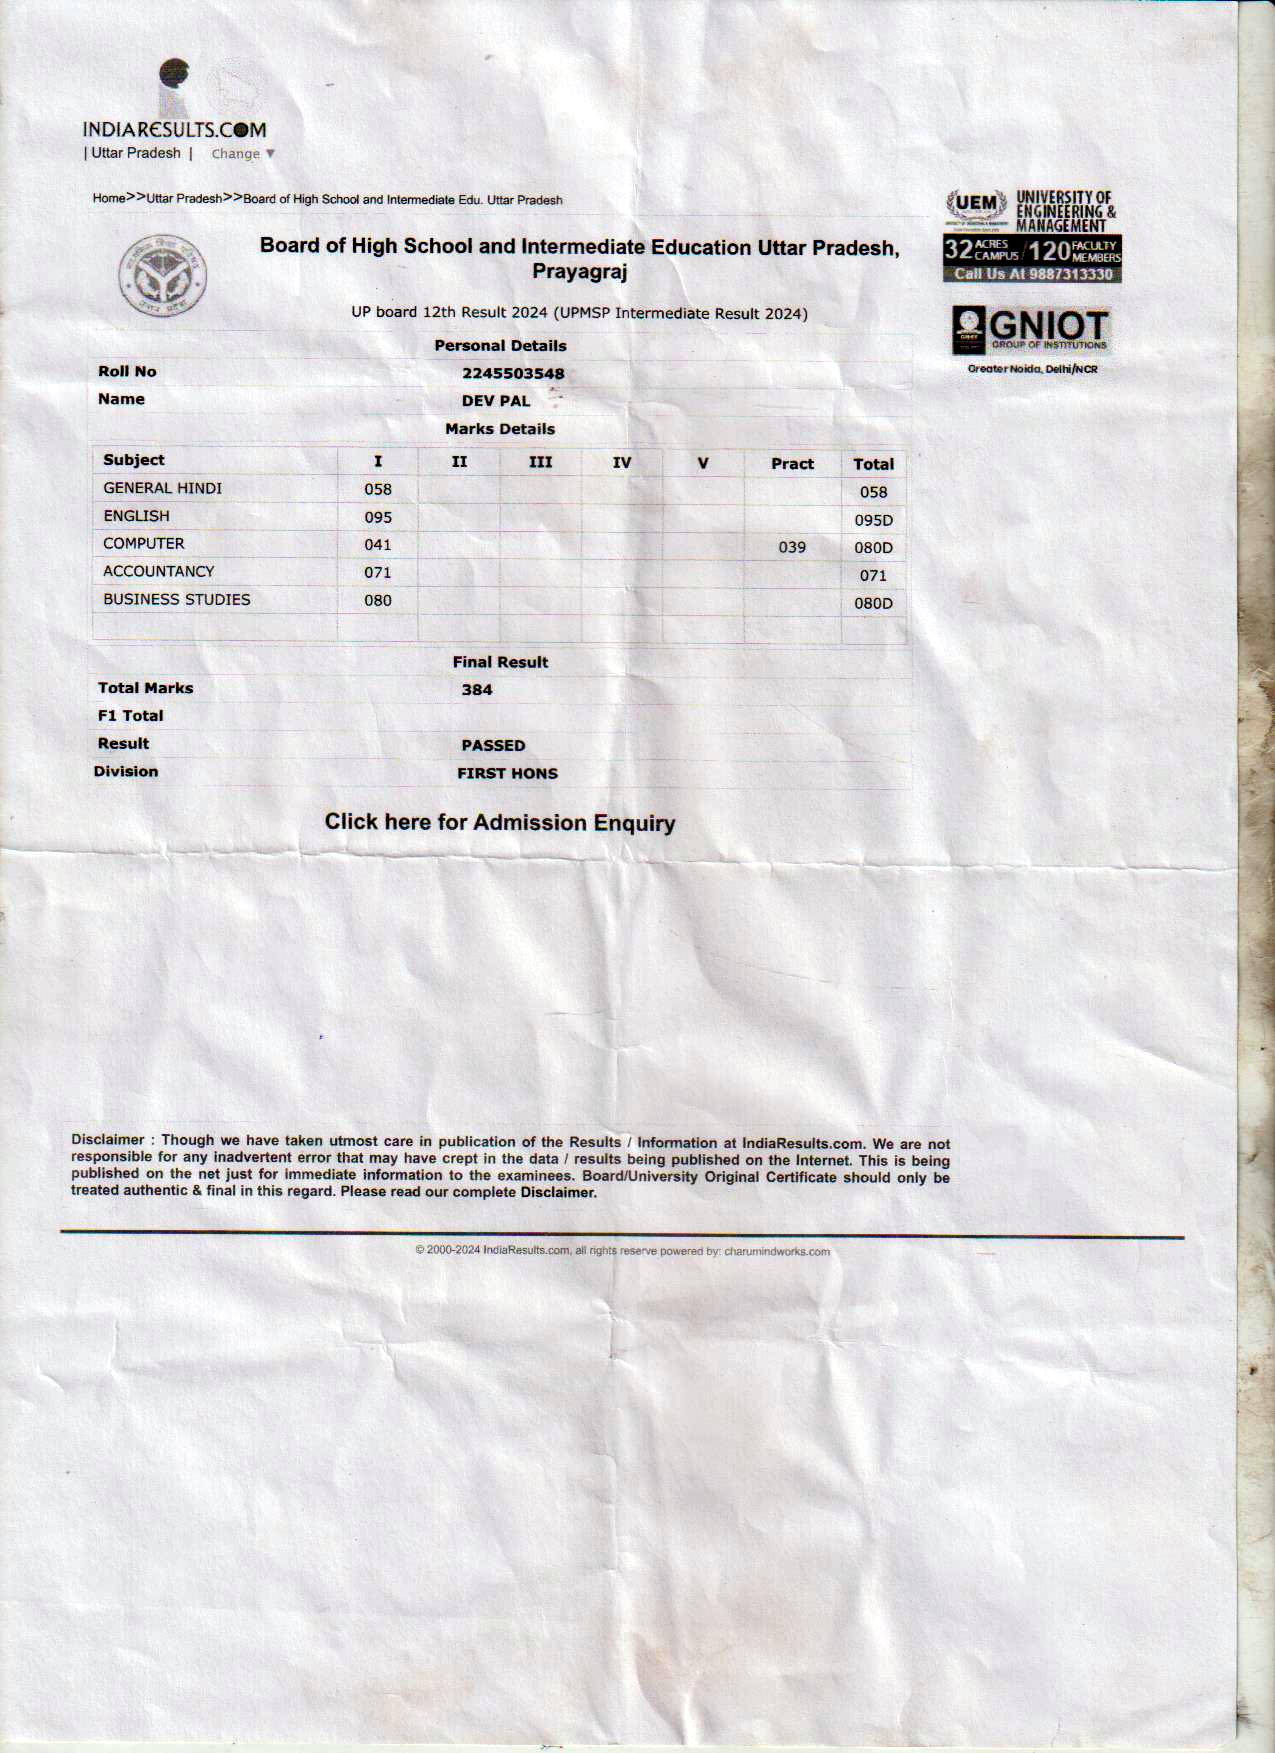 INDIARESULTS.COM
| Uttar Pradesh | Change ▼
Home>>Uttar Pradesh>>Board of High School and Intermediate Edu. Uttar Pradesh
UEM UNIVERSITY OF
ENGINEERING &
MANAGEMENT
32 ACRES CAMPUS / 120 FACULTY MEMBERS
Call Us At 9887313330
GNIOT
GROUP OF INSTITUTIONS
Greater Noida, Delhi/NCR
Board of High School and Intermediate Education Uttar Pradesh,
Prayagraj
UP board 12th Result 2024 (UPMSP Intermediate Result 2024)
Personal Details
Roll No 2245503548
Name DEV PAL
Marks Details
Subject I II III IV V Pract Total
GENERAL HINDI 058 058
ENGLISH 095 095D
COMPUTER 041 039 080D
ACCOUNTANCY 071 071
BUSINESS STUDIES 080 080D
Final Result
Total Marks 384
F1 Total
Result PASSED
Division FIRST HONS
Click here for Admission Enquiry
Disclaimer : Though we have taken utmost care in publication of the Results / Information at IndiaResults.com. We are not
responsible for any inadvertent error that may have crept in the data / results being published on the Internet. This is being
published on the net just for immediate information to the examinees. Board/University Original Certificate should only be
treated authentic & final in this regard. Please read our complete Disclaimer.
© 2000-2024 IndiaResults.com, all rights reserve powered by: charumindworks.com